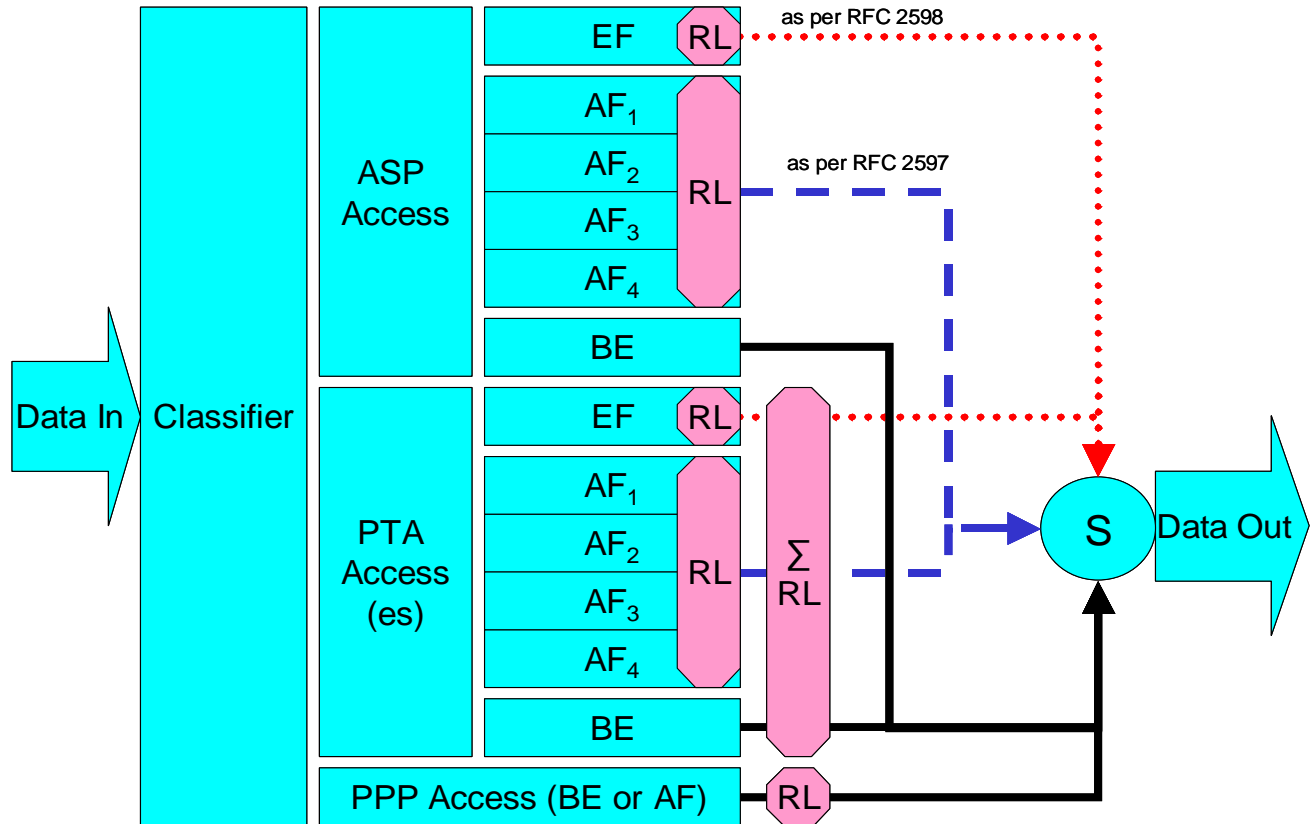 as per RFC 2598
EF
RL
AF1
AF2
AF3
AF4
RL
as per RFC 2597
ASP
Access
BE
Data In
Classifier
EF
RL
PTA
Access
(es)
AF1
AF2
AF3
AF4
RL
Σ
RL
S
Data Out
BE
PPP Access (BE or AF)
RL